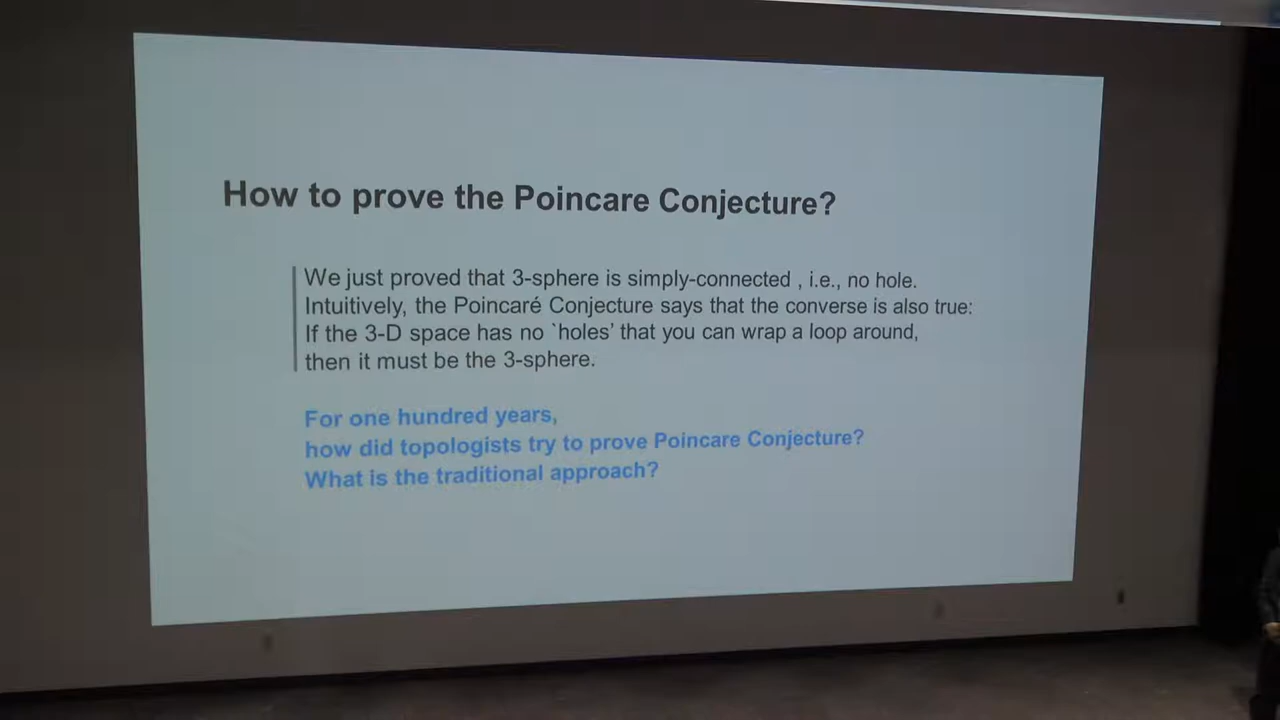 How to prove the Poincare Conjecture?
We just proved that 3-sphere is simply-connected , i.e., no hole.
Intuitively, the Poincaré Conjecture says that the converse is also true:
If the 3-D space has no `holes’ that you can wrap a loop around,
then it must be the 3-sphere.
For one hundred years,
how did topologists try to prove Poincare Conjecture?
What is the traditional approach?